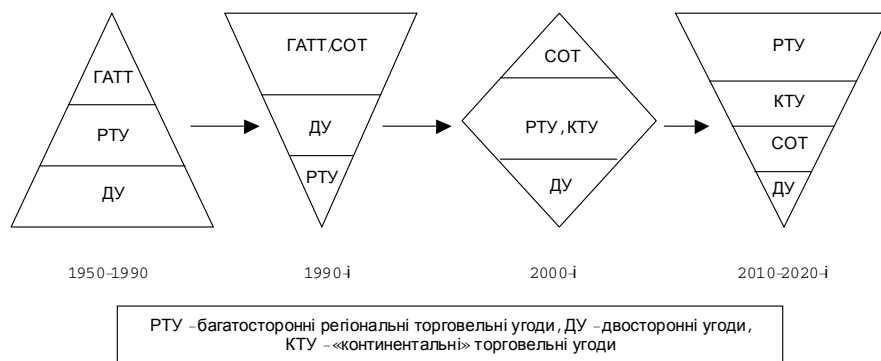 ГАТТ
РТУ
ДУ
ГАТТ/СОТ
ДУ
РТУ
СОТ
РТУ, КТУ
ДУ
РТУ
КТУ
СОТ
ДУ
1950–1990
1990-і
2000-і
2010–2020-і
РТУ –багатосторонні регіональні торговельні угоди, ДУ –двосторонні угоди,
КТУ –«континентальні» торговельні угоди